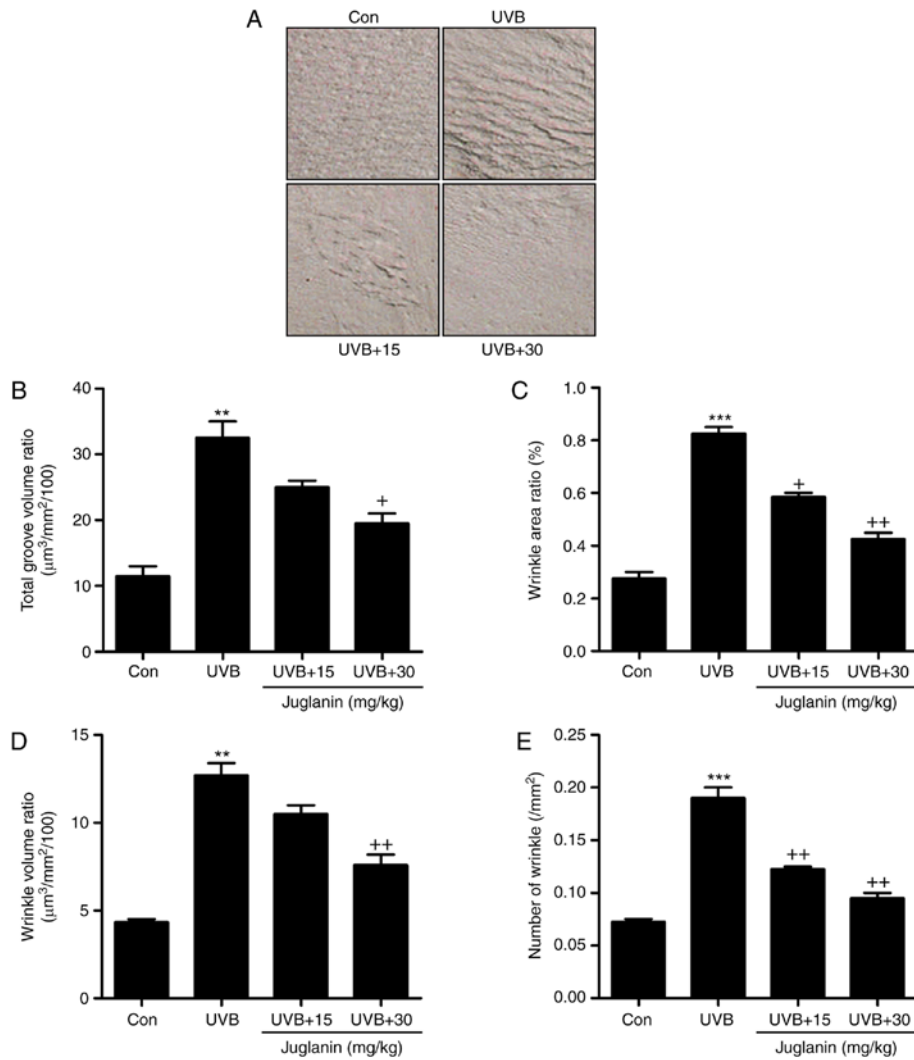 A
Con UVB
UVB+15 UVB+30
B
Total groove volume ratio
(μm³/mm²/100)
40
30
20
10
0
**
+
Con UVB UVB+15 UVB+30
Juglanin (mg/kg)
C
Wrinkle area ratio (%)
1.0
0.8
0.6
0.4
0.2
0.0
***
+
++
Con UVB UVB+15 UVB+30
Juglanin (mg/kg)
D
Wrinkle volume ratio
(μm³/mm²/100)
15
10
5
0
**
++
Con UVB UVB+15 UVB+30
Juglanin (mg/kg)
E
Number of wrinkle (/mm²)
0.25
0.20
0.15
0.10
0.05
0.00
***
++
++
Con UVB UVB+15 UVB+30
Juglanin (mg/kg)